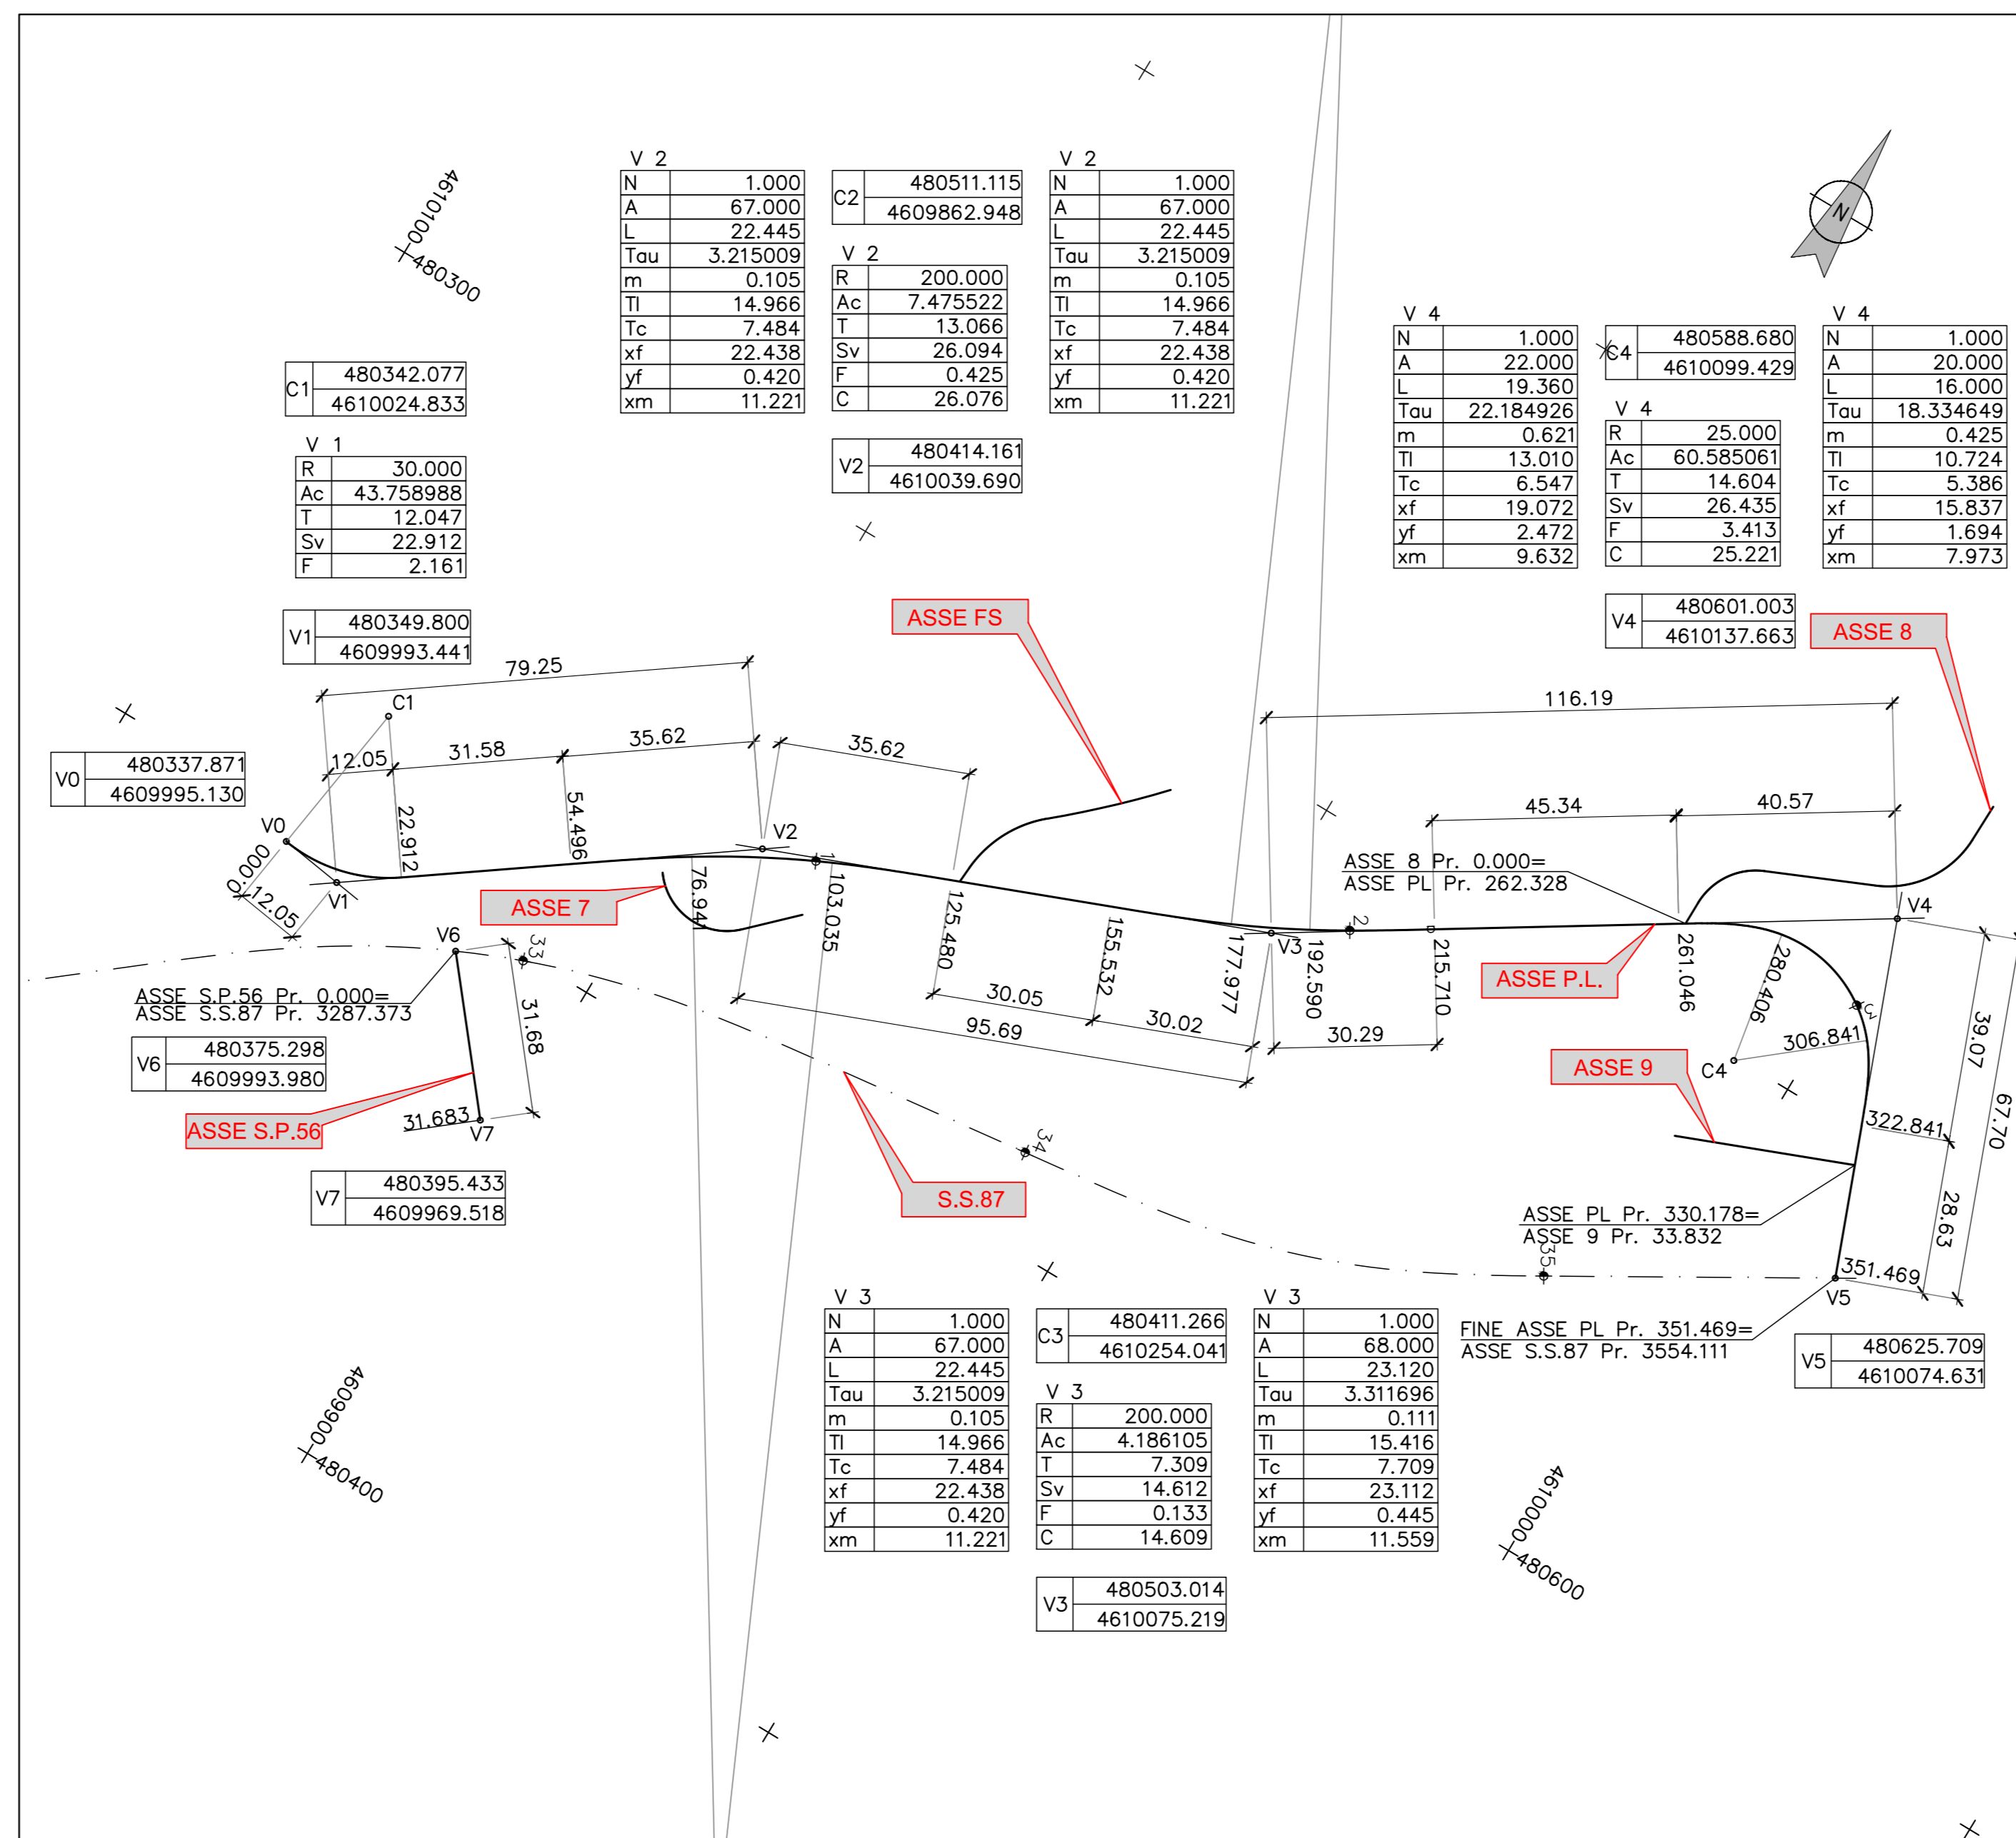 4610100
480300
V 2
N 1.000
A 67.000
L 22.445
Tau 3.215009
m 0.105
Tl 14.966
Tc 7.484
xf 22.438
yf 0.420
xm 11.221
C2 480511.115
4609862.948
V 2
R 200.000
Ac 7.475522
T 13.066
Sv 26.094
F 0.425
C 26.076
V2 480414.161
4610039.690
V 2
N 1.000
A 67.000
L 22.445
Tau 3.215009
m 0.105
Tl 14.966
Tc 7.484
xf 22.438
yf 0.420
xm 11.221
N
V 4
N 1.000
A 22.000
L 19.360
Tau 22.184926
m 0.621
Tl 13.010
Tc 6.547
xf 19.072
yf 2.472
xm 9.632
C4 480588.680
4610099.429
V 4
R 25.000
Ac 60.585061
T 14.604
Sv 26.435
F 3.413
C 25.221
V4 480601.003
4610137.663
V 4
N 1.000
A 20.000
L 16.000
Tau 18.334649
m 0.425
Tl 10.724
Tc 5.386
xf 15.837
yf 1.694
xm 7.973
C1 480342.077
4610024.833
V 1
R 30.000
Ac 43.758988
T 12.047
Sv 22.912
F 2.161
V1 480349.800
4609993.441
ASSE FS
ASSE 8
79.25
C1
12.05
31.58
35.62
35.62
116.19
V0 480337.871
4609995.130
V0
0.000
12.05
V1
22.912
54.496
V2
1
76.941
103.035
125.480
155.532
177.977
V3
192.590
2
215.710
45.34
40.57
ASSE 8 Pr. 0.000=
ASSE PL Pr. 262.328
261.046
280.406
V4
3
ASSE 7
V6
33
31.68
ASSE S.P.56 Pr. 0.000=
ASSE S.S.87 Pr. 3287.373
V6 480375.298
4609993.980
ASSE S.P.56
31.683
V7
V7 480395.433
4609969.518
30.05
30.02
95.69
30.29
ASSE P.L.
ASSE 9
C4
306.841
39.07
67.70
322.841
28.63
34
S.S.87
ASSE PL Pr. 330.178=
ASSE 9 Pr. 33.832
35
351.469
V5
FINE ASSE PL Pr. 351.469=
ASSE S.S.87 Pr. 3554.111
V5 480625.709
4610074.631
V 3
N 1.000
A 67.000
L 22.445
Tau 3.215009
m 0.105
Tl 14.966
Tc 7.484
xf 22.438
yf 0.420
xm 11.221
C3 480411.266
4610254.041
V 3
R 200.000
Ac 4.186105
T 7.309
Sv 14.612
F 0.133
C 14.609
V3 480503.014
4610075.219
V 3
N 1.000
A 68.000
L 23.120
Tau 3.311696
m 0.111
Tl 15.416
Tc 7.709
xf 23.112
yf 0.445
xm 11.559
4609900
480400
4610000
480600